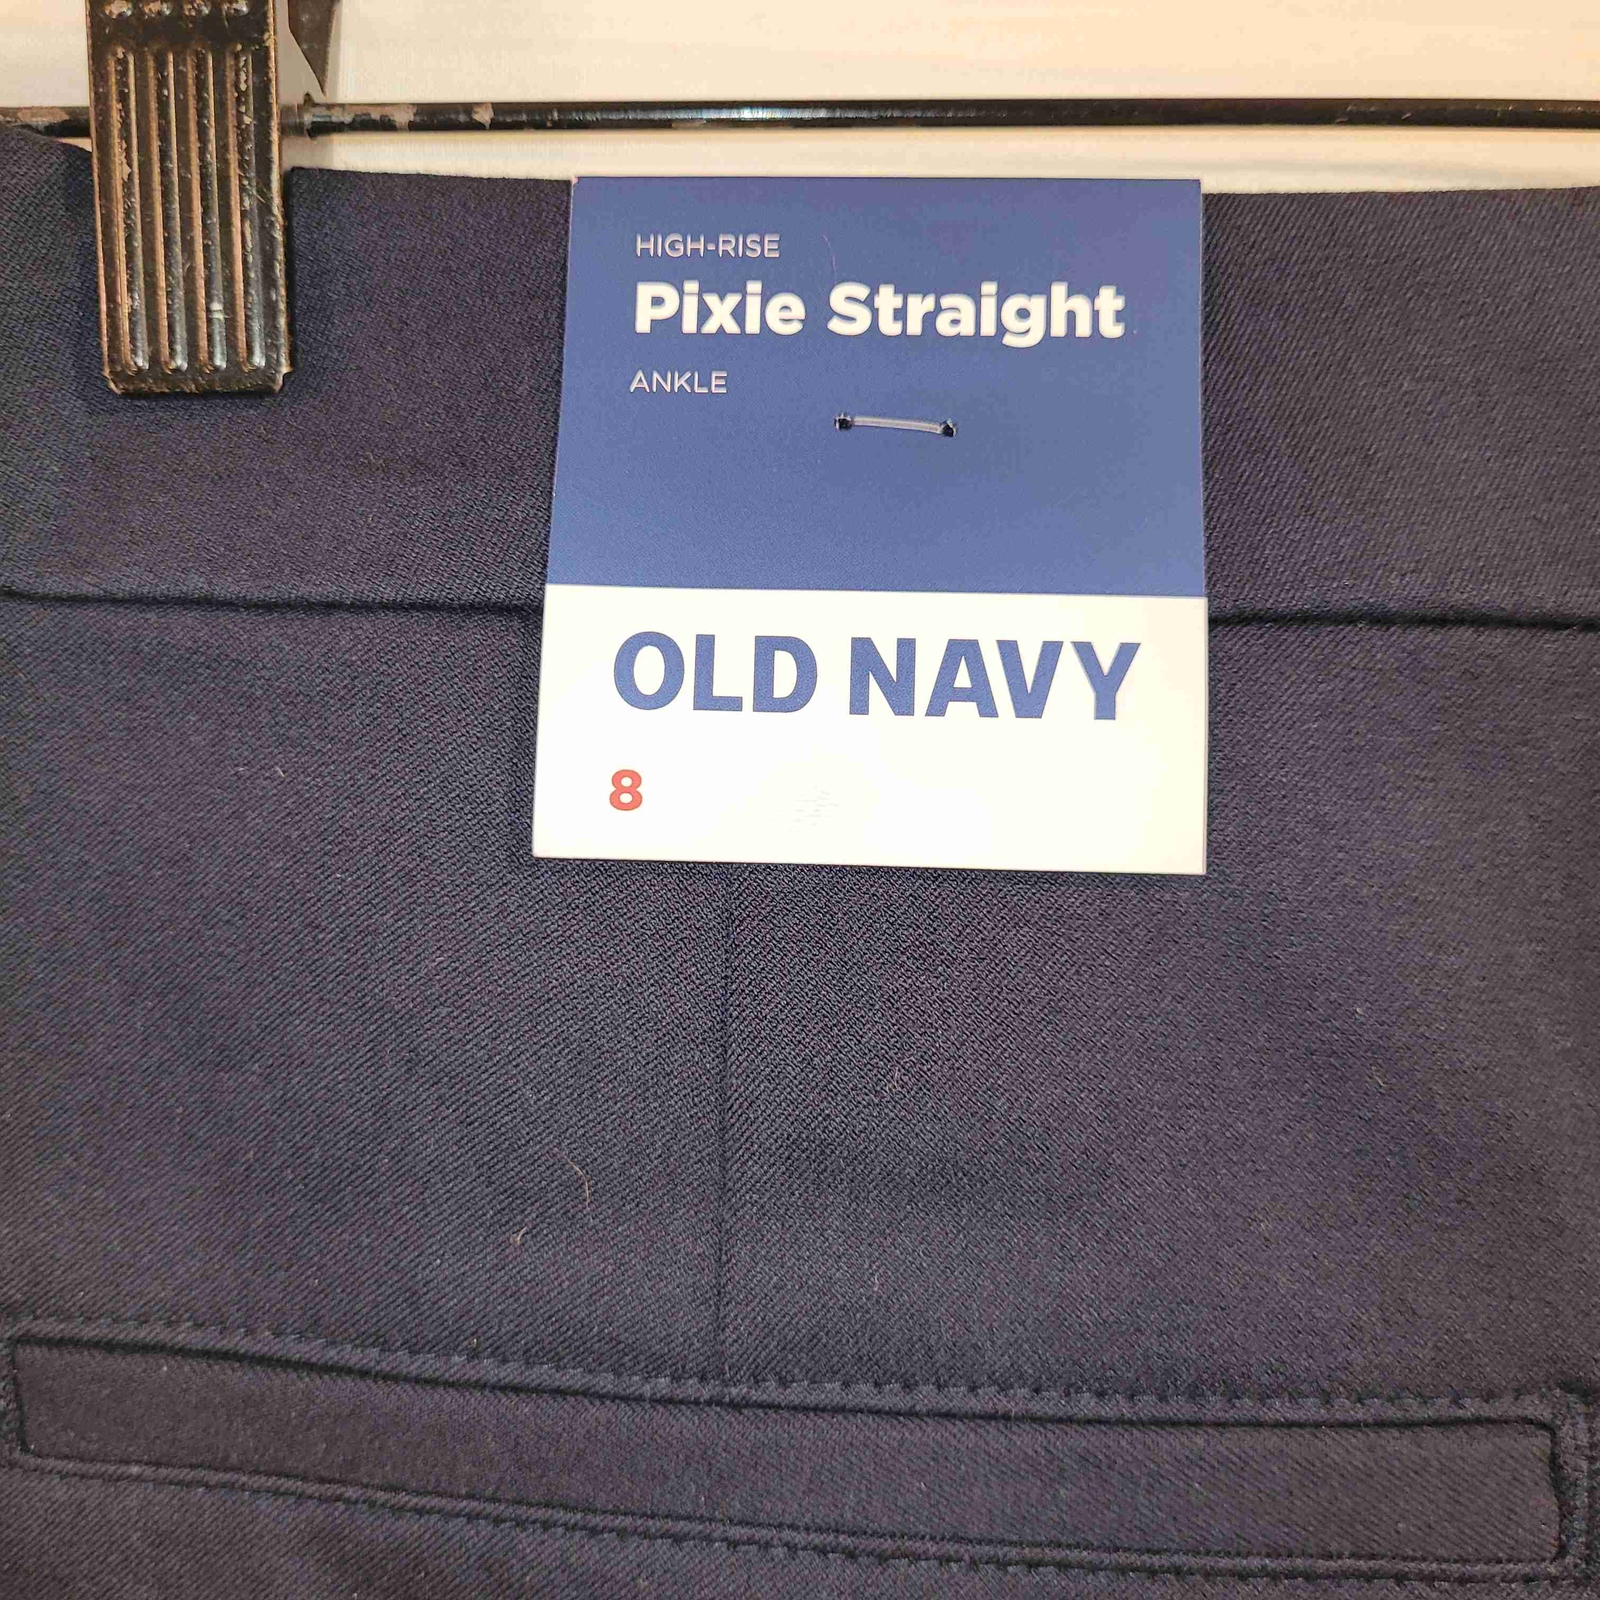 HIGH-RISE
Pixie Straight
ANKLE
OLD NAVY
8